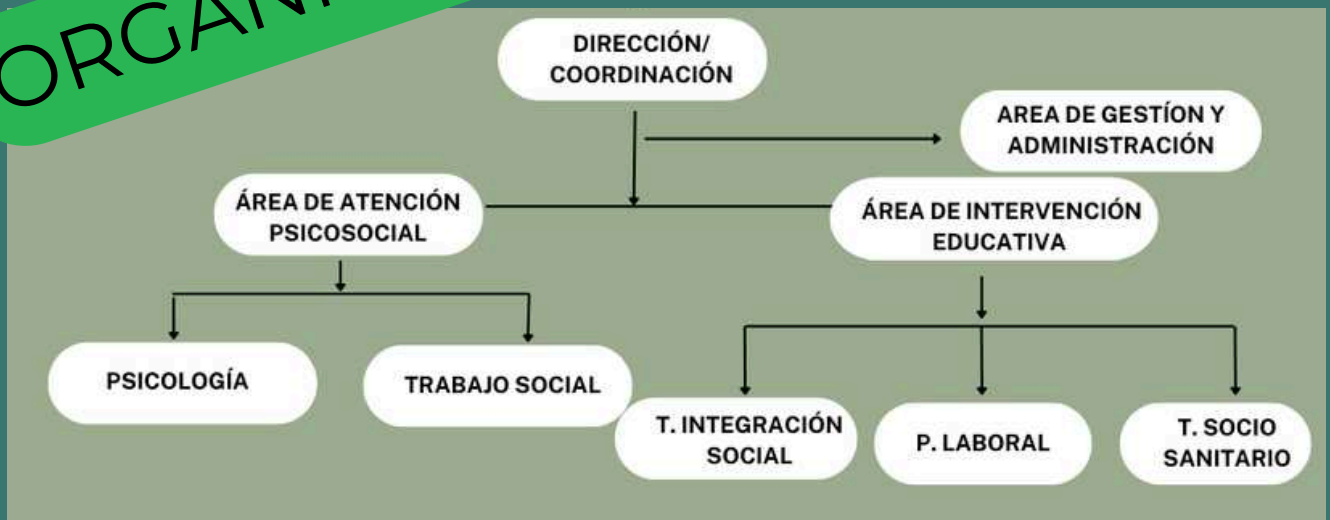 DIRECCIÓN/
COORDINACIÓN
AREA DE GESTÍON Y
ADMINISTRACIÓN
ÁREA DE ATENCIÓN
PSICOSOCIAL
ÁREA DE INTERVENCIÓN
EDUCATIVA
PSICOLOGÍA
TRABAJO SOCIAL
T. INTEGRACIÓN
SOCIAL
P. LABORAL
T. SOCIO
SANITARIO